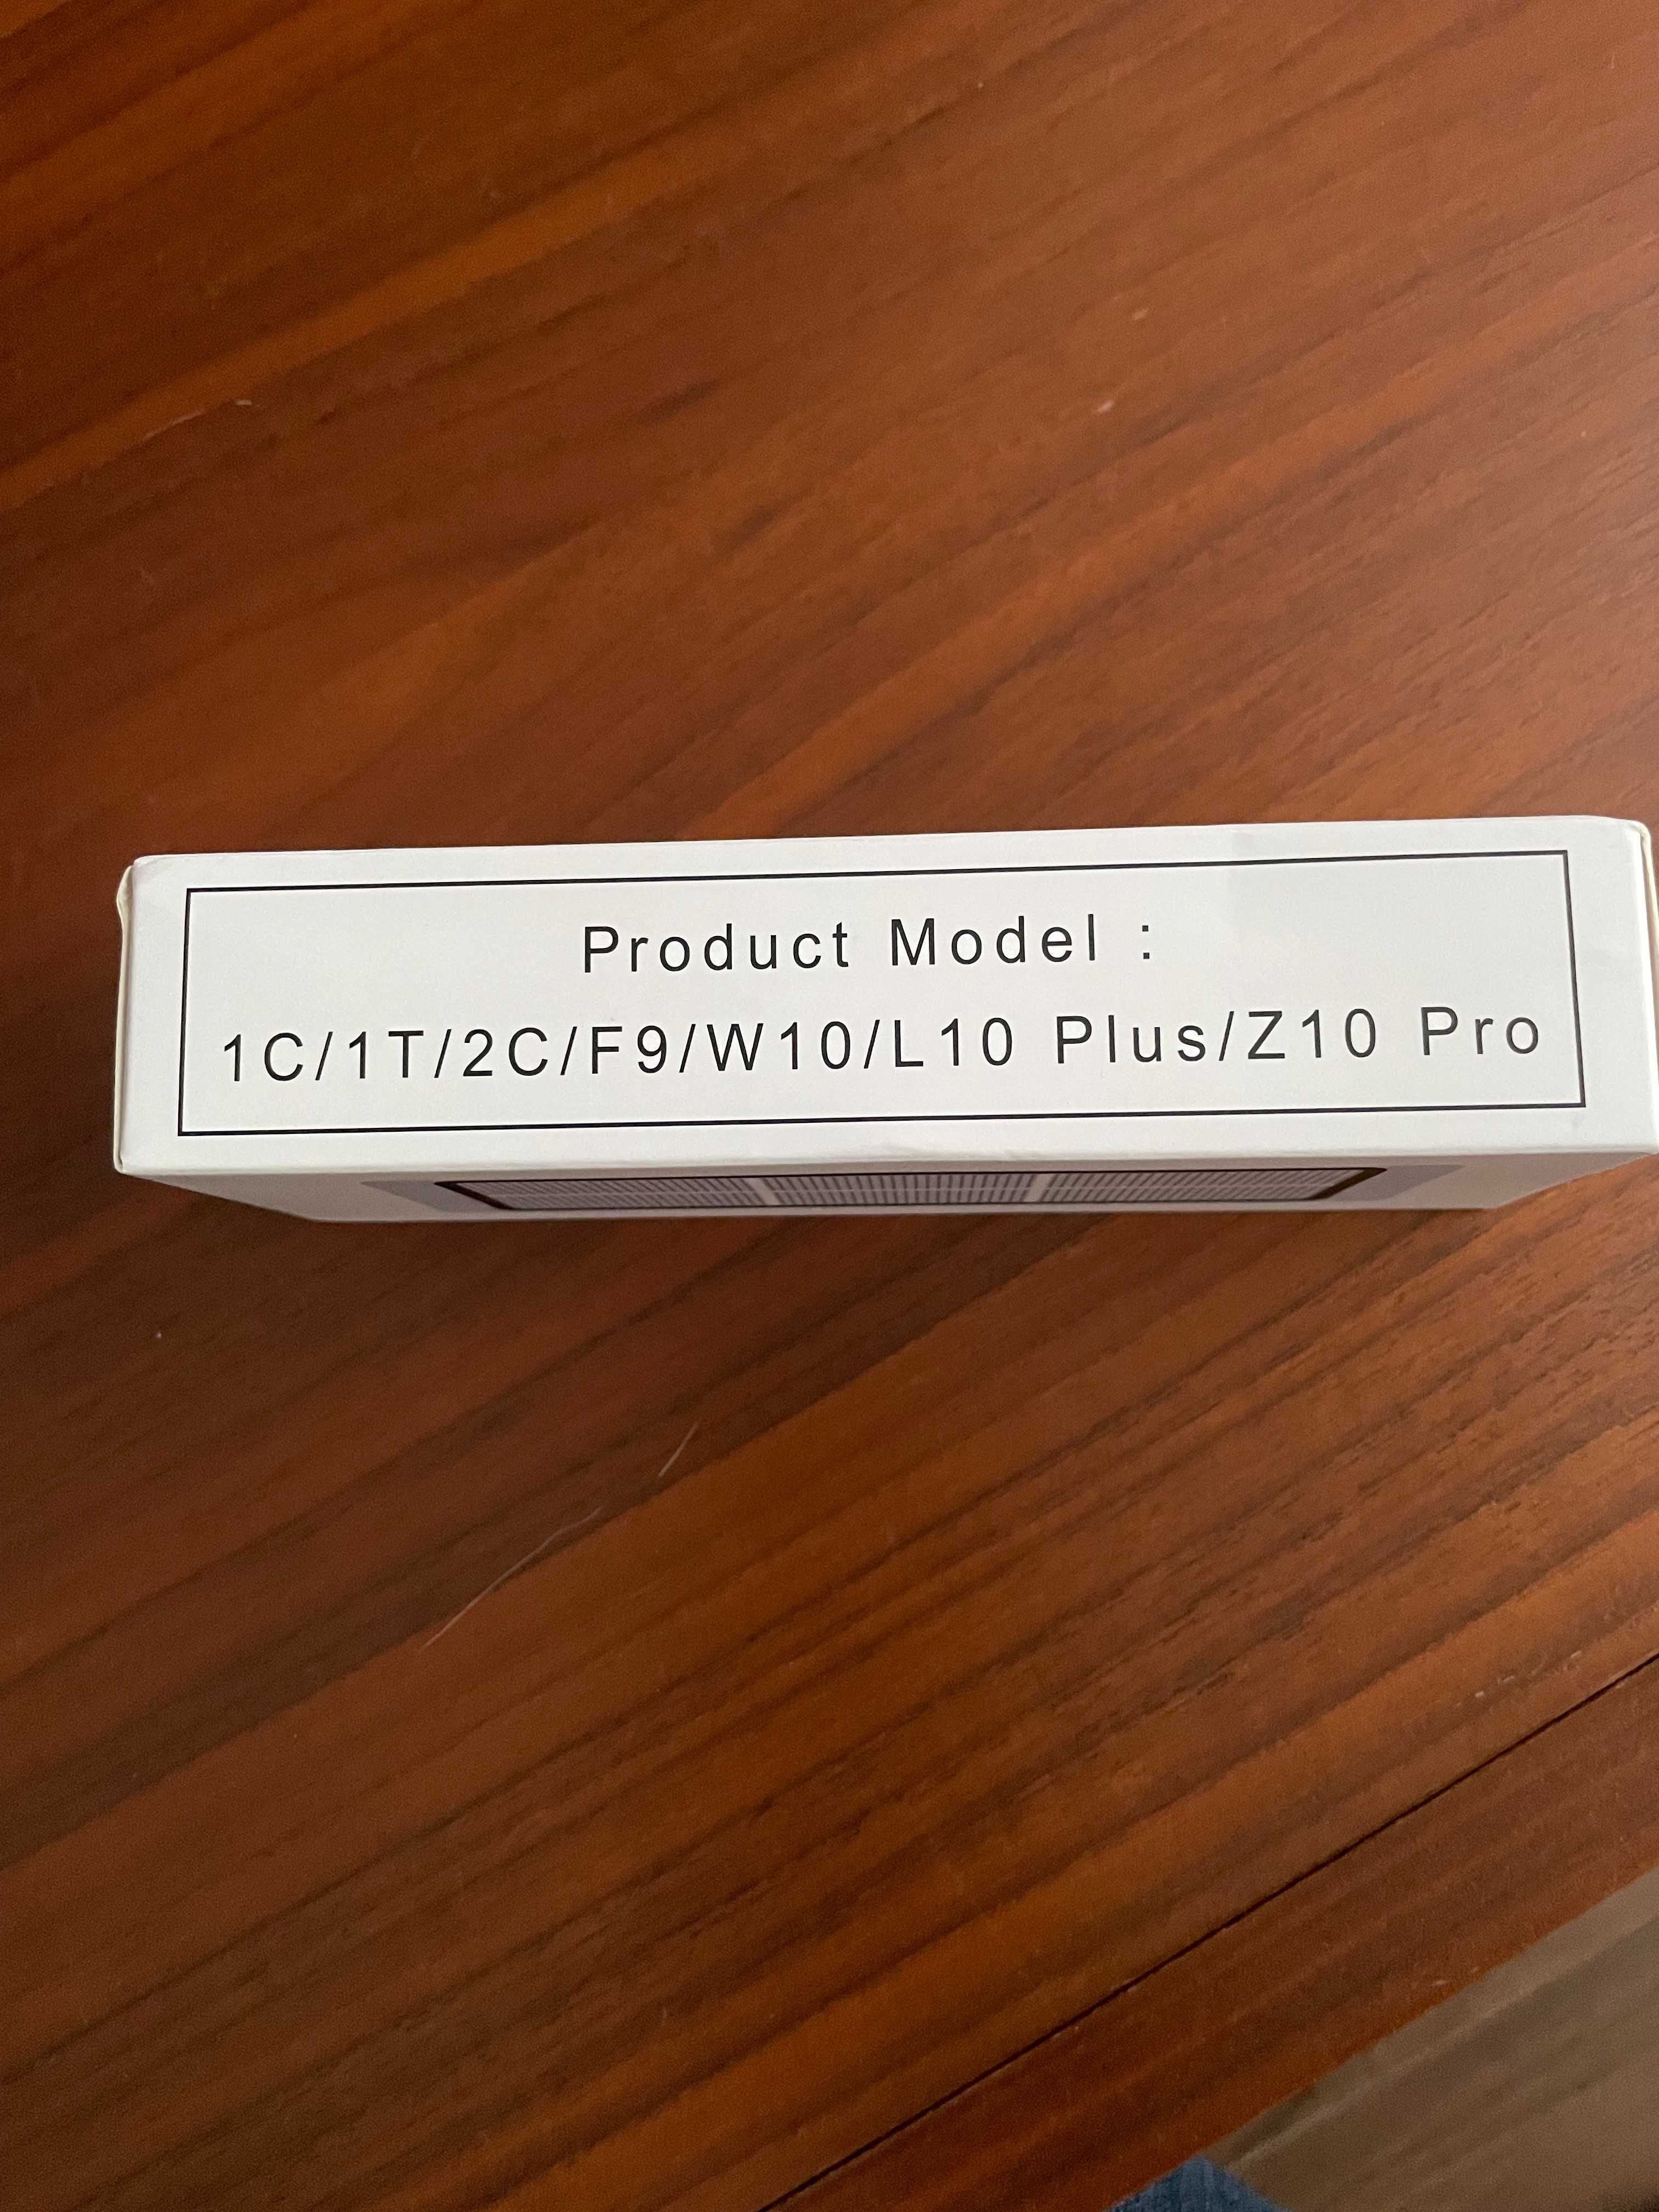 Product Model :
1C/1T/2C/F9/W10/L10 Plus/Z10 Pro